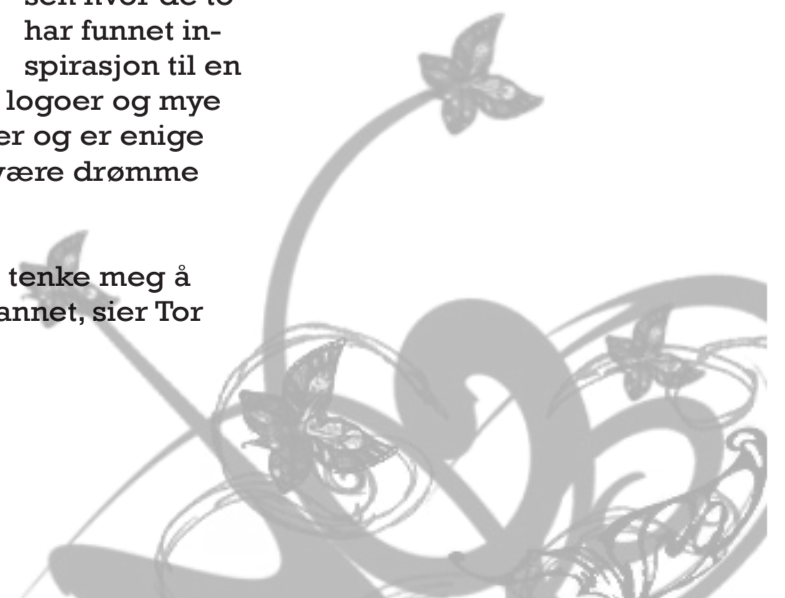 sen hvor de to
har funnet in-
spirasjon til en
logoer og mye
er og er enige
være drømme
tenke meg å
annet, sier Tor